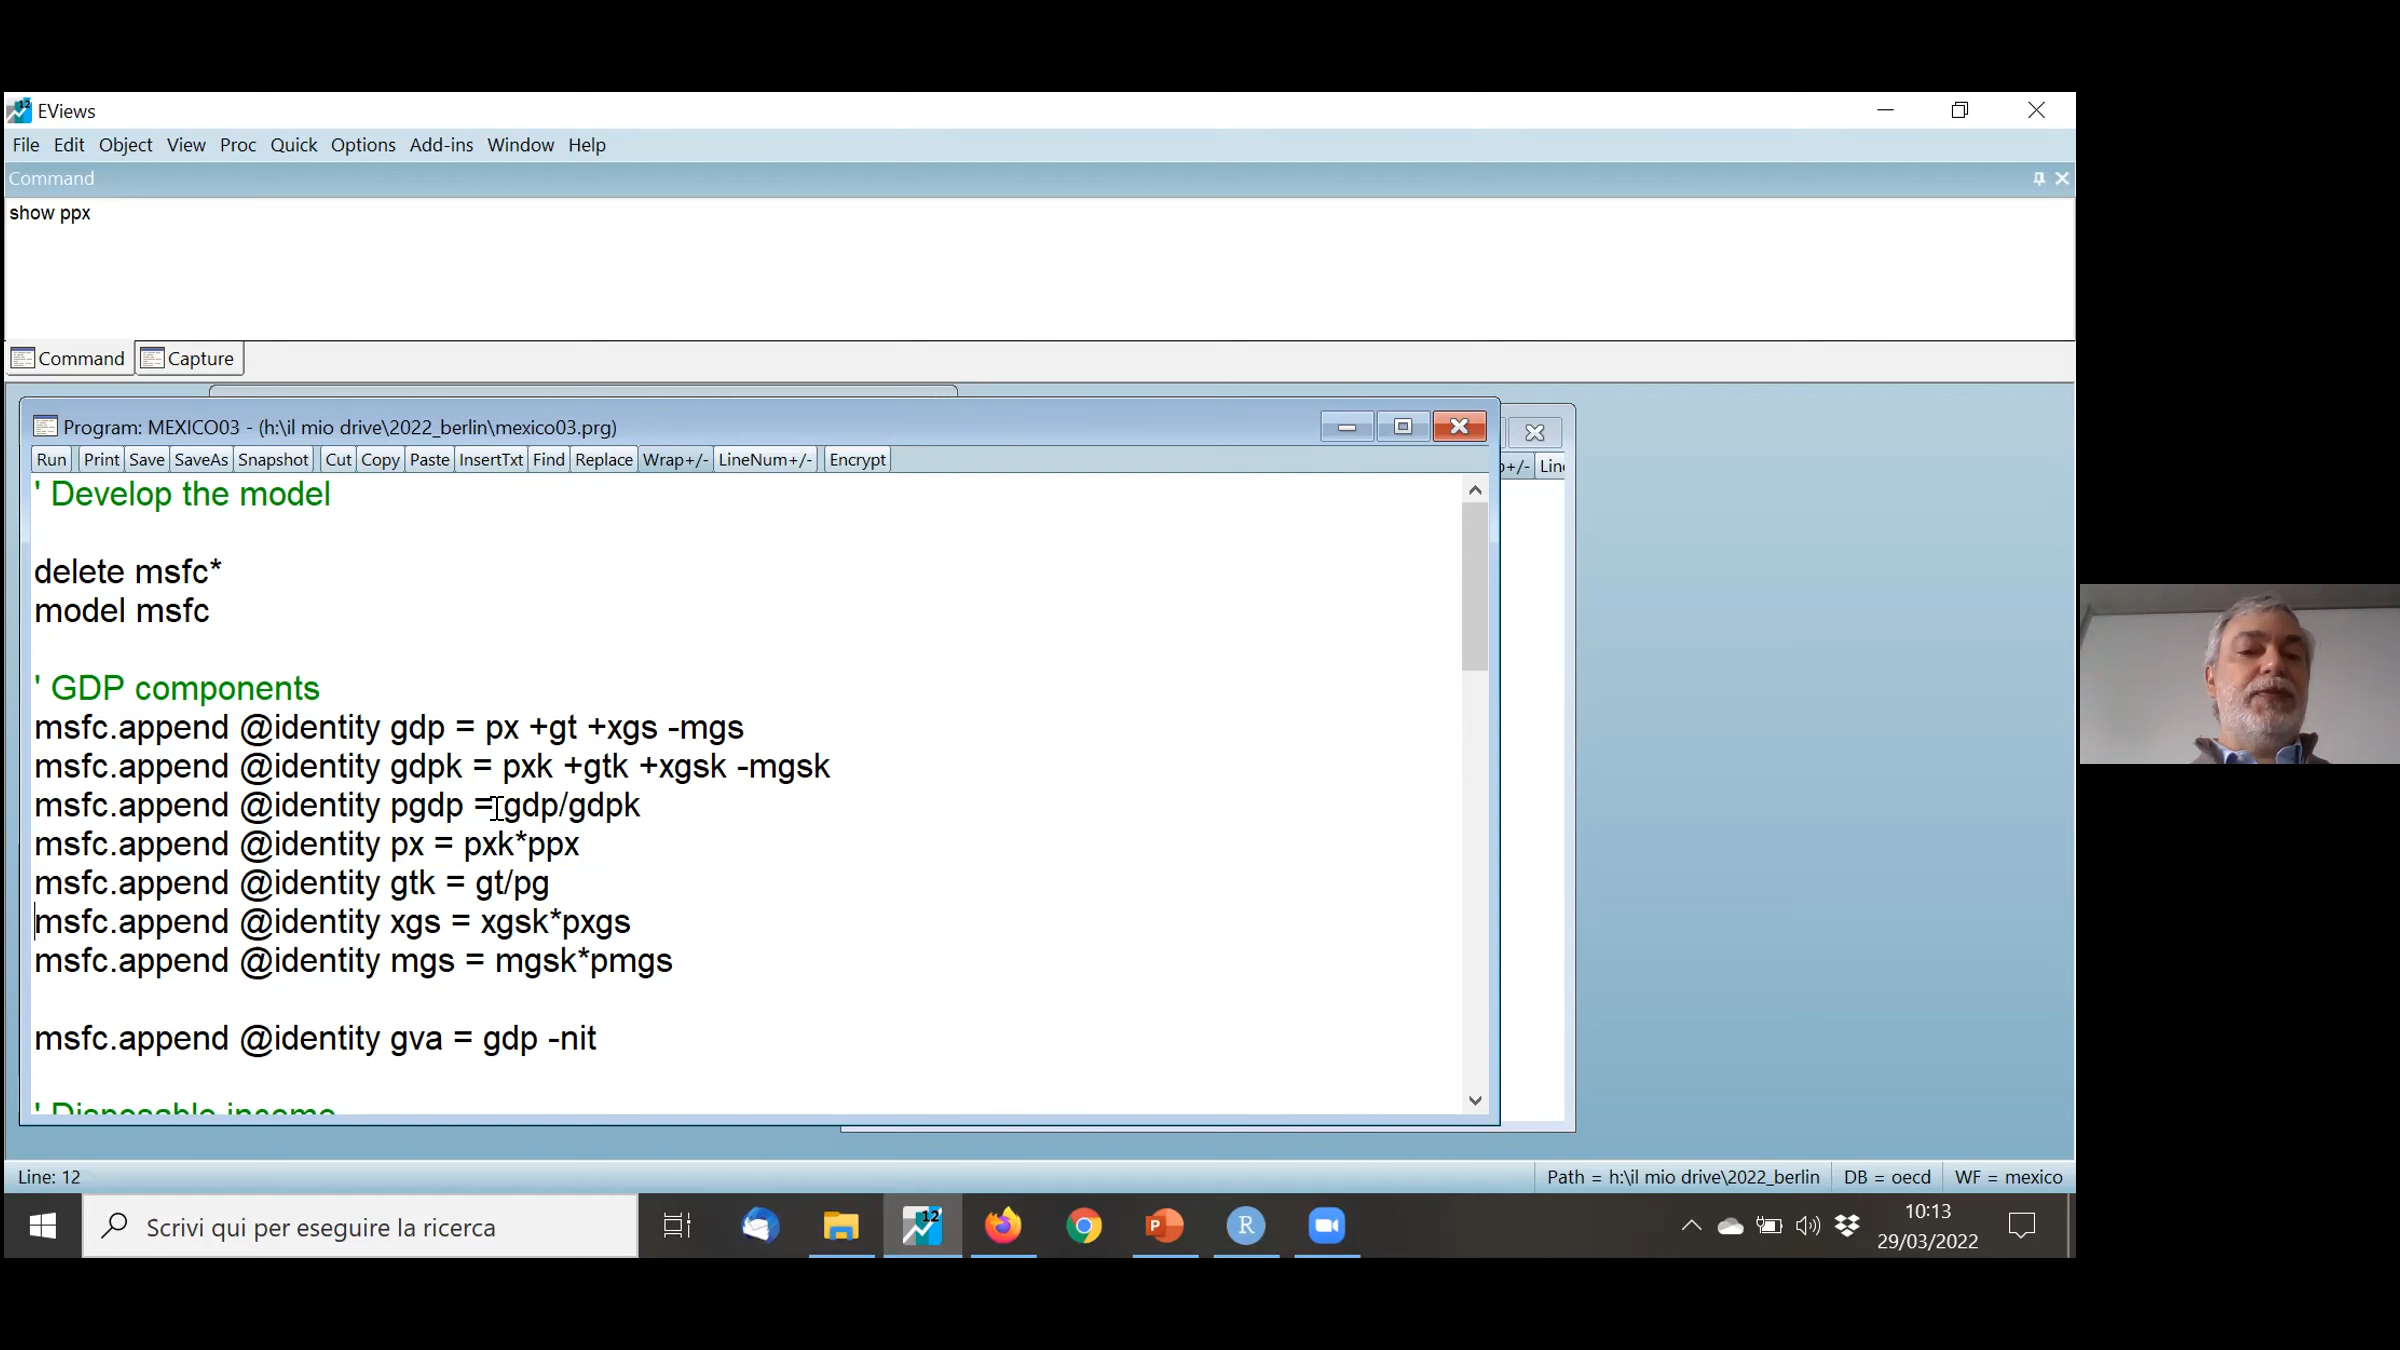 12 EViews
File Edit Object View Proc Quick Options Add-ins Window Help
Command
show ppx
Command Capture
Program: MEXICO03 - (h:\il mio drive\2022_berlin\mexico03.prg)
Run Print Save SaveAs Snapshot Cut Copy Paste InsertTxt Find Replace Wrap+/- LineNum+/- Encrypt
' Develop the model
delete msfc*
model msfc
' GDP components
msfc.append @identity gdp = px +gt +xgs -mgs
msfc.append @identity gdpk = pxk +gtk +xgsk -mgsk
msfc.append @identity pgdp = gdp/gdpk
msfc.append @identity px = pxk*ppx
msfc.append @identity gtk = gt/pg
msfc.append @identity xgs = xgsk*pxgs
msfc.append @identity mgs = mgsk*pmgs
msfc.append @identity gva = gdp -nit
' Disposable income
Line: 12 Path = h:\il mio drive\2022_berlin DB = oecd WF = mexico
Scrivi qui per eseguire la ricerca 12 P R 10:13
29/03/2022